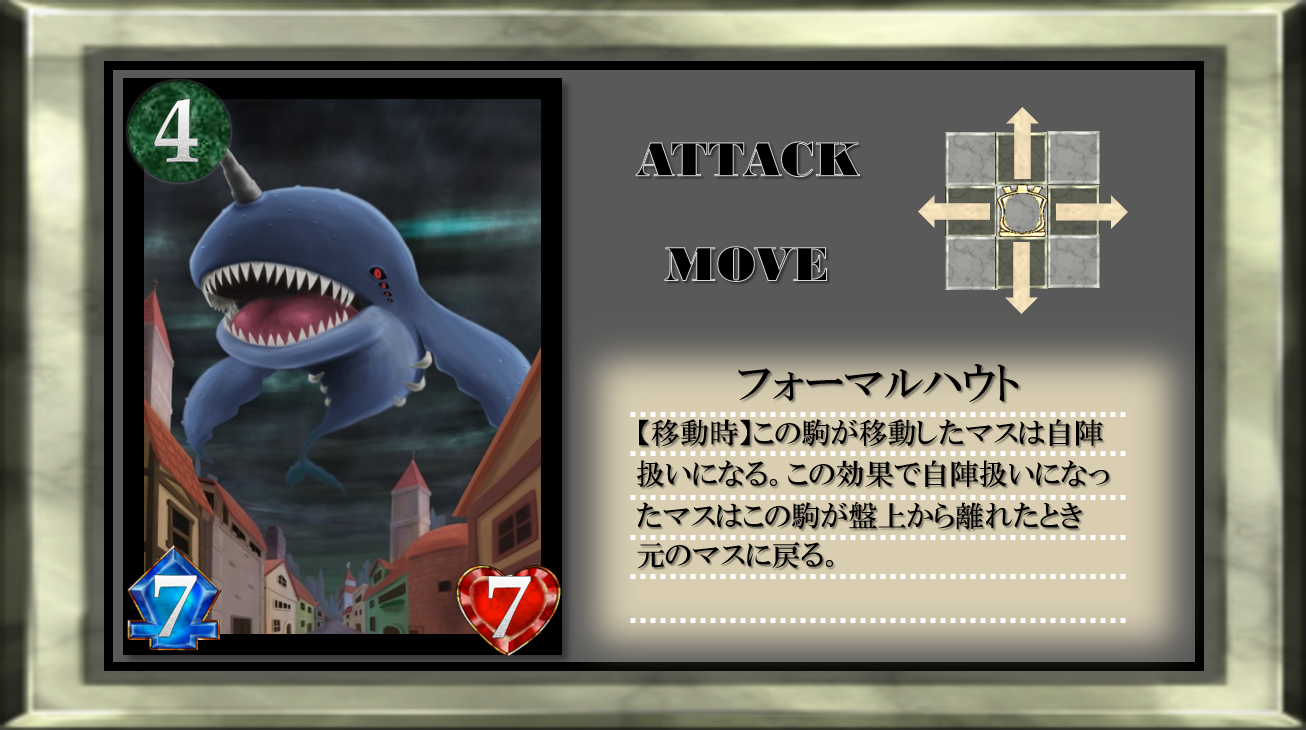 4
ATTACK
MOVE
フォーマルハウト
【移動時】この駒が移動したマスは自陣
扱いになる。この効果で自陣扱いになっ
たマスはこの駒が盤上から離れたとき
元のマスに戻る。
7
7